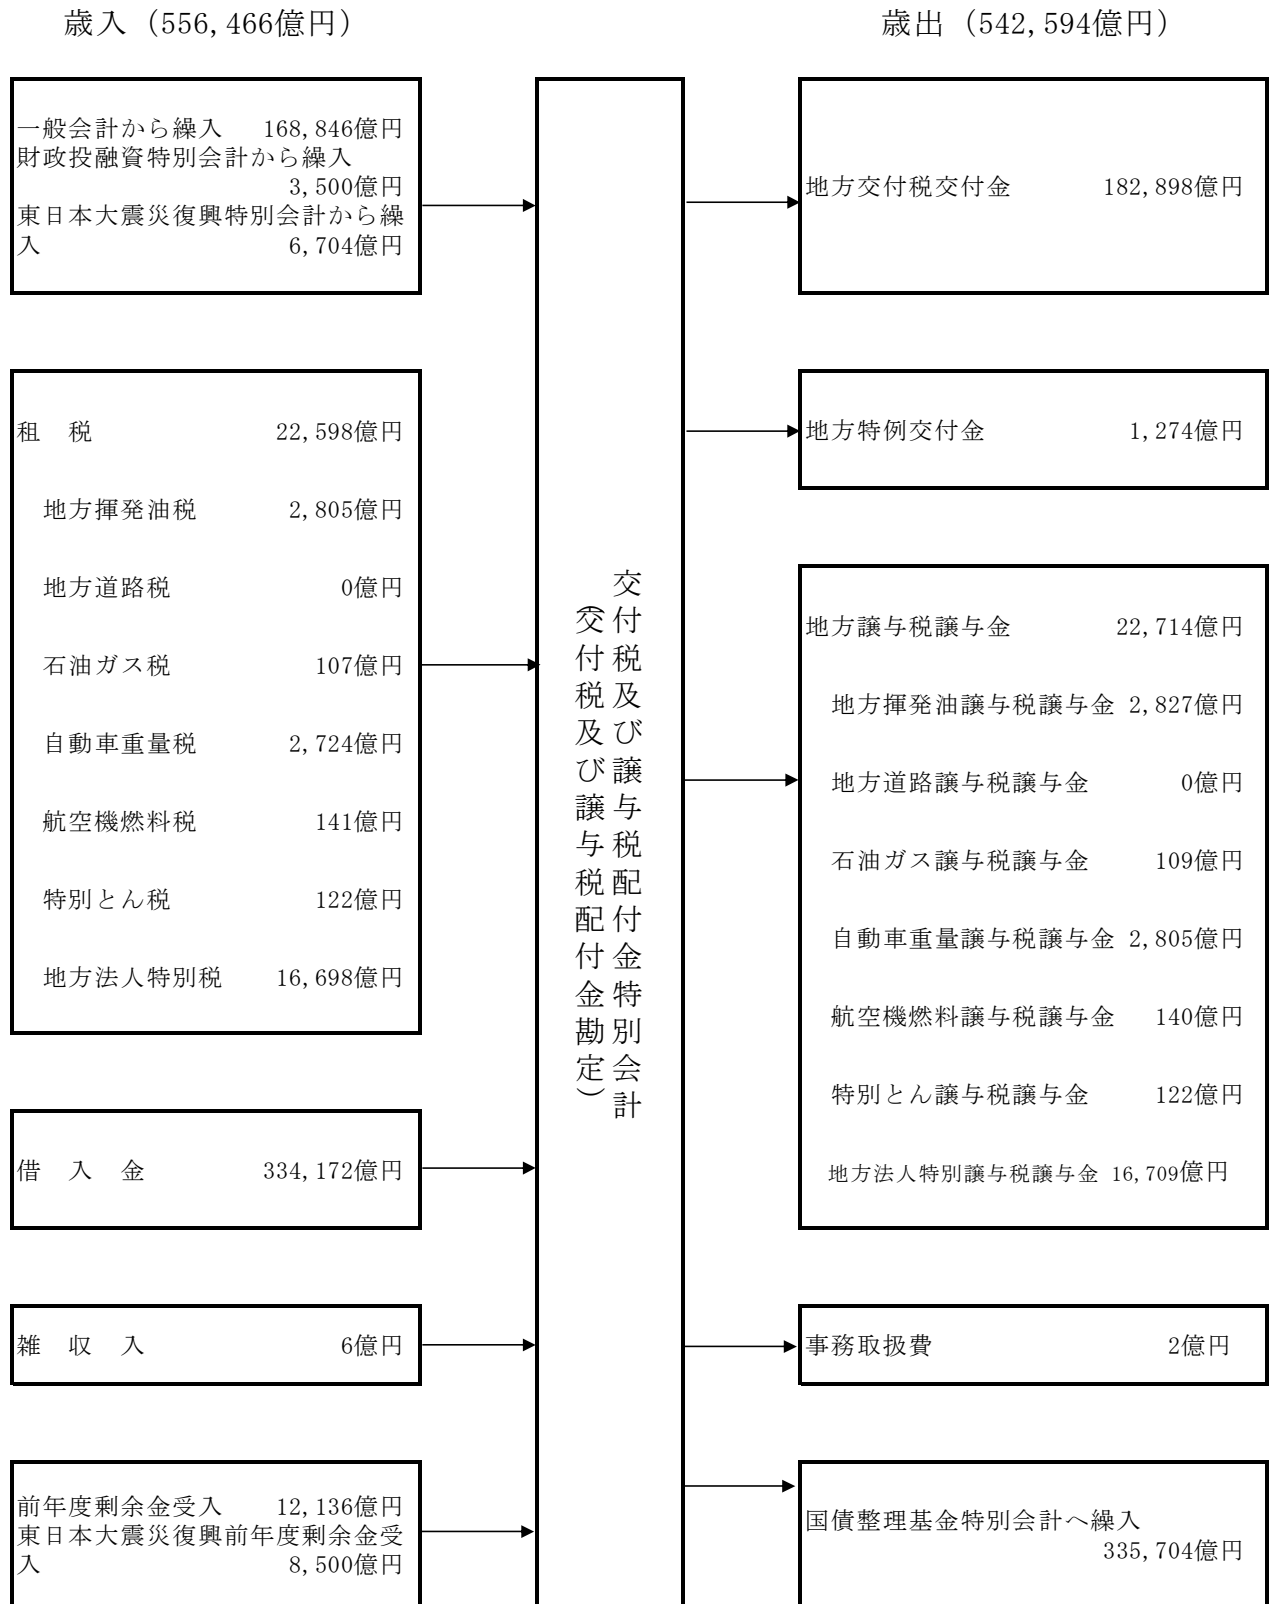 歳入（556,466億円）
一般会計から繰入　168,846億円
財政投融資特別会計から繰入
3,500億円
東日本大震災復興特別会計から繰
入　6,704億円
租　税　22,598億円
地方揮発油税　2,805億円
地方道路税　0億円
石油ガス税　107億円
自動車重量税　2,724億円
航空機燃料税　141億円
特別とん税　122億円
地方法人特別税　16,698億円
借　入　金　334,172億円
雑　収　入　6億円
前年度剰余金受入　12,136億円
東日本大震災復興前年度剰余金受
入　8,500億円
交付税及び譲与税配付金特別会計
（交付税及び譲与税配付金勘定）
歳出（542,594億円）
地方交付税交付金　182,898億円
地方特例交付金　1,274億円
地方譲与税譲与金　22,714億円
地方揮発油譲与税譲与金 2,827億円
地方道路譲与税譲与金　0億円
石油ガス譲与税譲与金　109億円
自動車重量譲与税譲与金 2,805億円
航空機燃料譲与税譲与金　140億円
特別とん譲与税譲与金　122億円
地方法人特別譲与税譲与金 16,709億円
事務取扱費　2億円
国債整理基金特別会計へ繰入
335,704億円